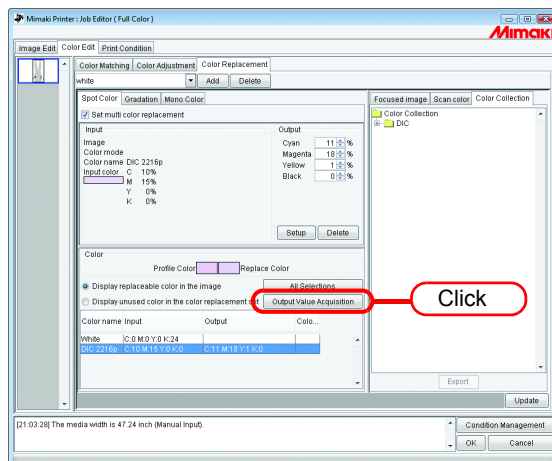 Mimaki Printer : Job Editor ( Full Color )
Mimaki
Image Edit Color Edit Print Condition
Color Matching Color Adjustment Color Replacement
white Add Delete
Spot Color Gradation Mono Color
Set multi color replacement
Input
Image
Color mode
Color name DIC 2216p
Input color C 10%
M 15%
Y 0%
K 0%
Output
Cyan 11 %
Magenta 18 %
Yellow 1 %
Black 0 %
Setup Delete
Color
Profile Color Replace Color
Display replaceable color in the image All Selections
Display unused color in the color replacement set Output Value Acquisition
Click
Color name Input Output Colo...
White C:0 M:0 Y:0 K:24
DIC 2216p C:10 M:15 Y:0 K:0 C:11 M:18 Y:1 K:0
Focused image Scan color Color Collection
Color Collection
DIC
Export
Update
[21:03:28] The media width is 47.24 inch (Manual Input).
Condition Management
OK Cancel